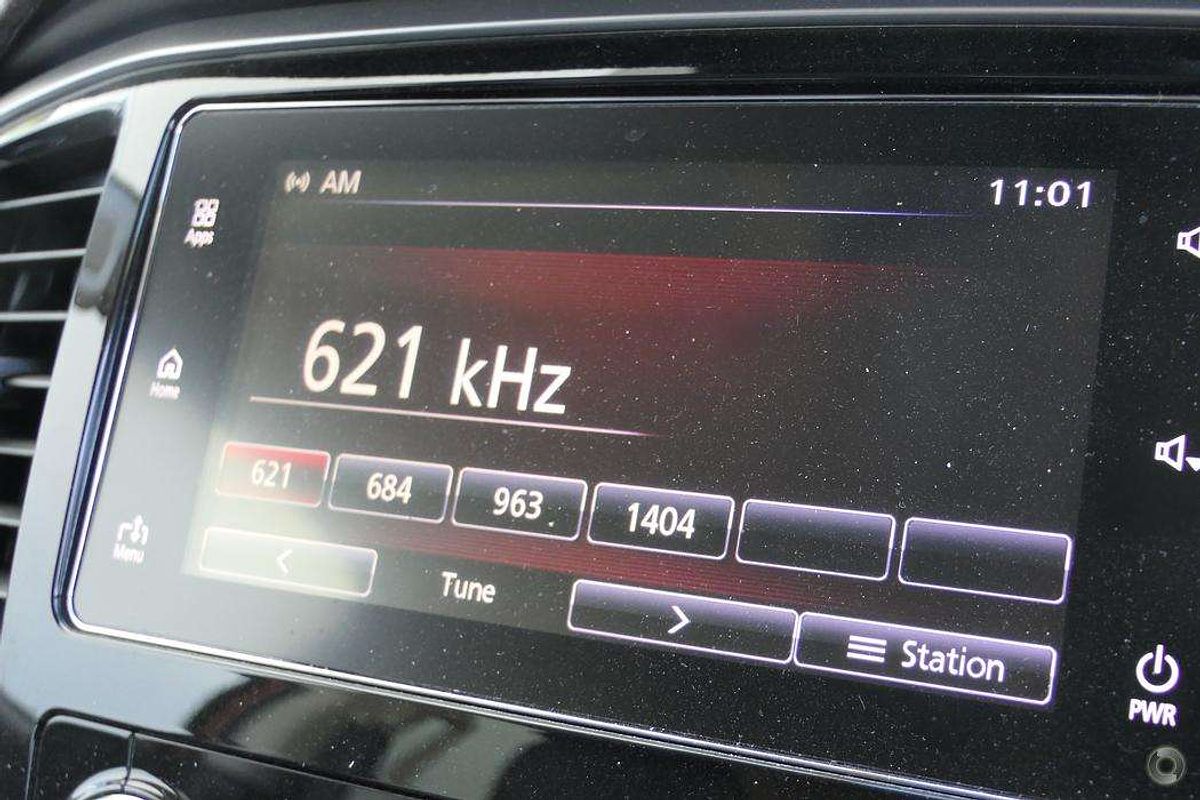 AM 11:01
Apps
621 kHz
Home
621 684 963 1404
< Tune > Station
Menu
PWR